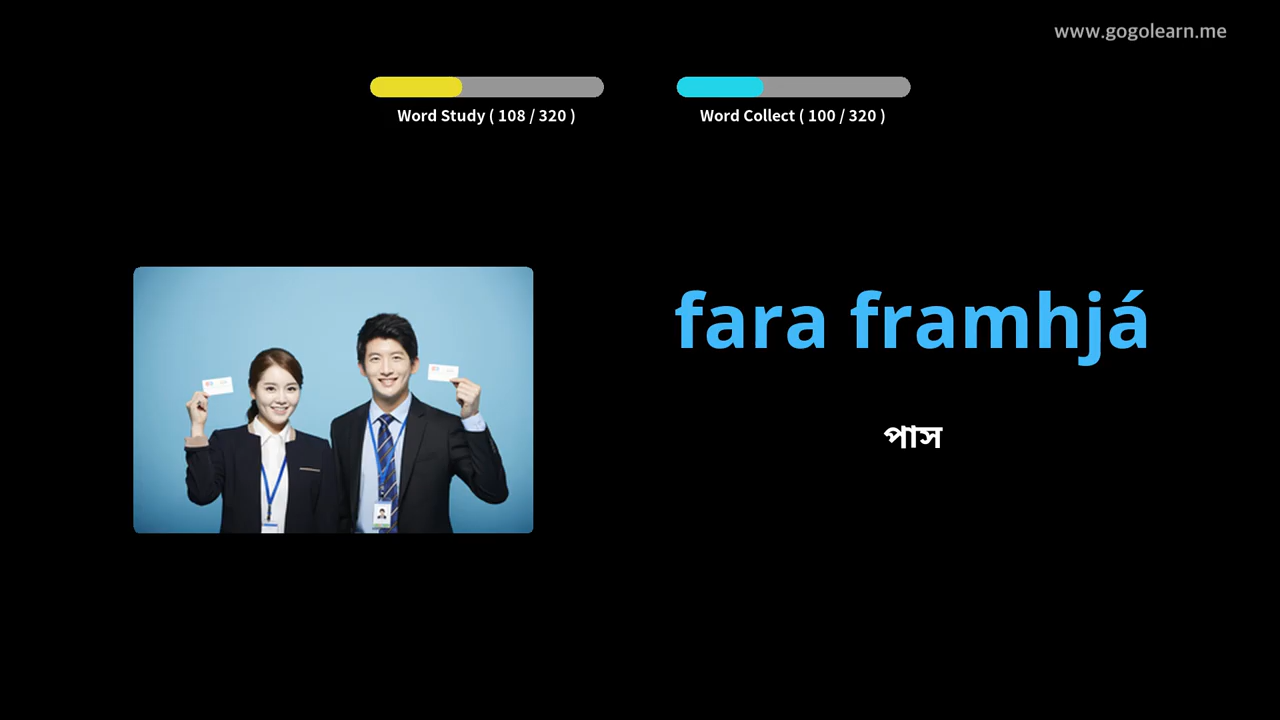 www.gogolearn.me
Word Study ( 108 / 320 )
Word Collect ( 100 / 320 )
fara framhjá
পাস